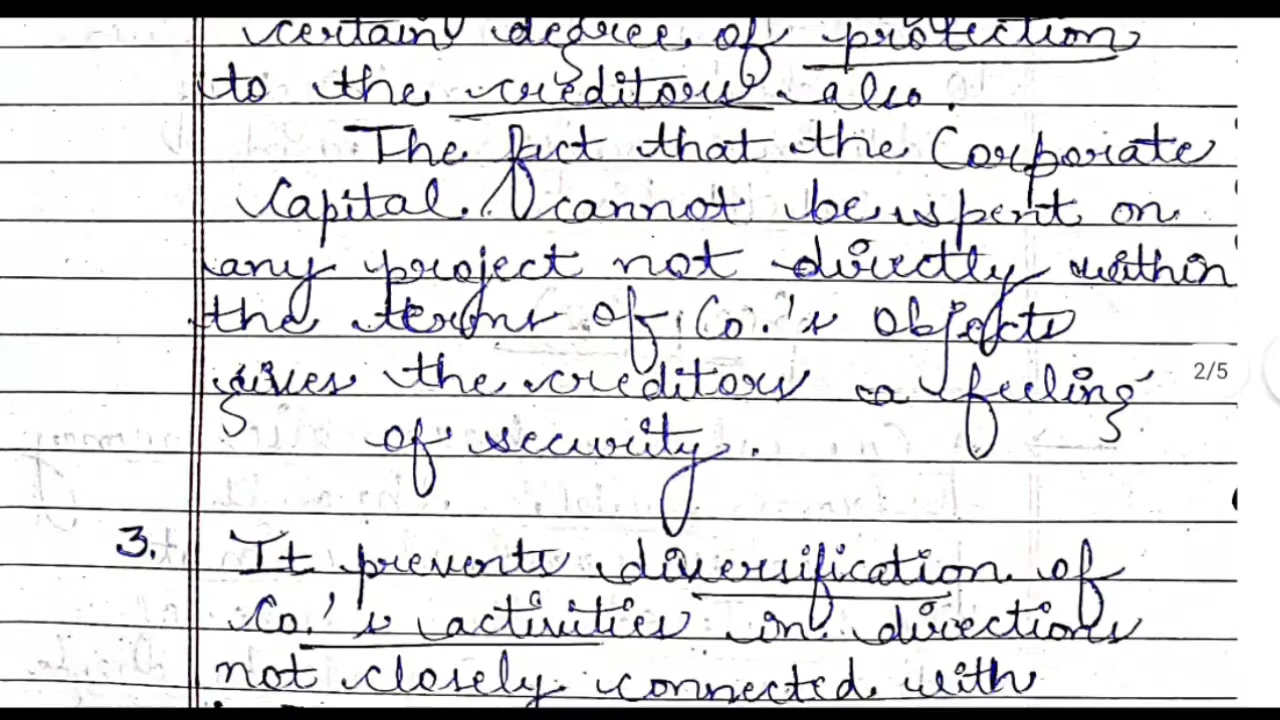 certain degree of protection
to the creditors also.
The fact that the Corporate
Capital cannot be spent on
any project not directly within
the terms of Co.'s objects
gives the creditors a feeling
of security.
2/5
3. It prevents diversification of
Co.'s activities in directions
not closely connected with